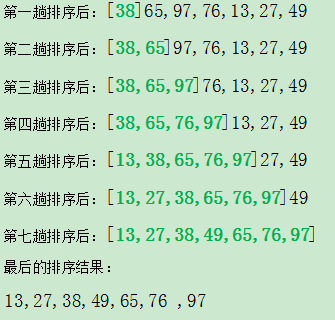 第一趟排序后：[38]65,97,76,13,27,49
第二趟排序后：[38,65]97,76,13,27,49
第三趟排序后：[38,65,97]76,13,27,49
第四趟排序后：[38,65,76,97]13,27,49
第五趟排序后：[13,38,65,76,97]27,49
第六趟排序后：[13,27,38,65,76,97]49
第七趟排序后：[13,27,38,49,65,76,97]
最后的排序结果：
13,27,38,49,65,76 ,97